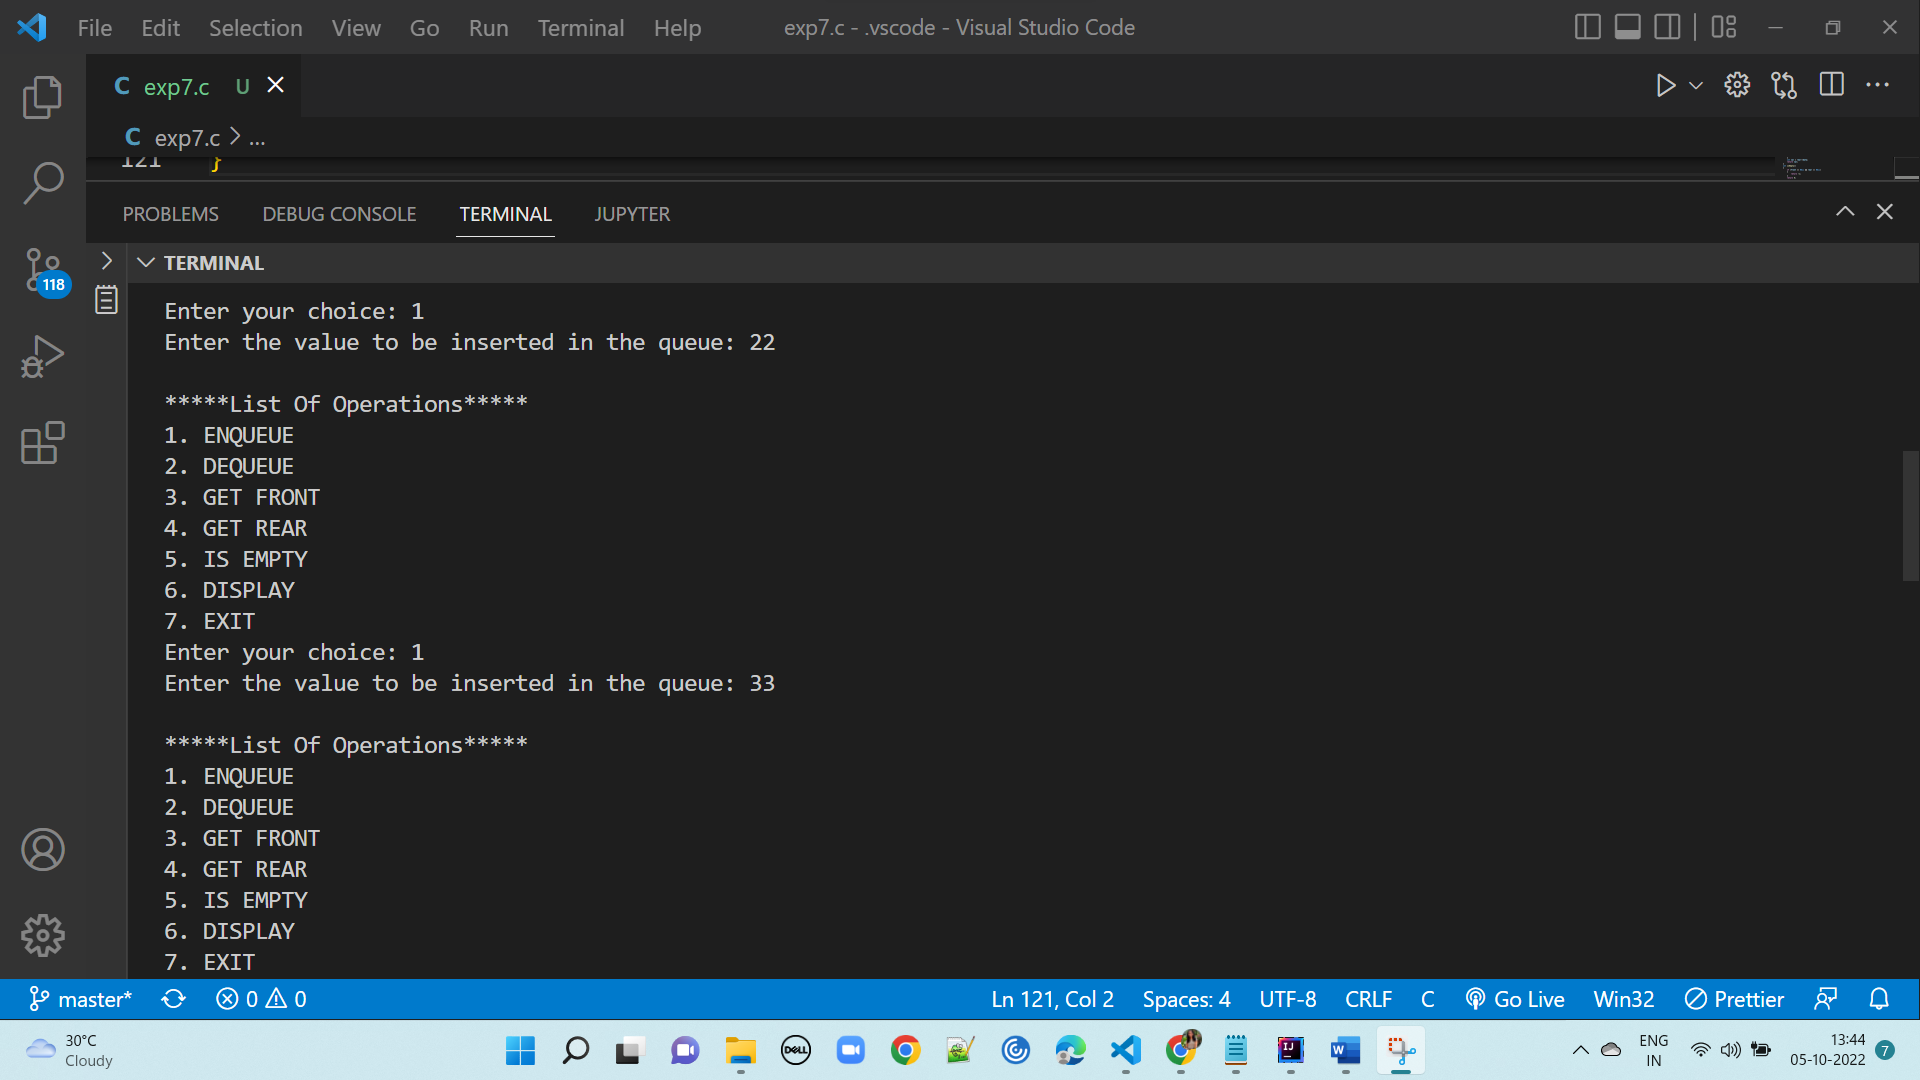 File Edit Selection View Go Run Terminal Help exp7.c - .vscode - Visual Studio Code
C exp7.c U
C exp7.c > ...
121 }
PROBLEMS DEBUG CONSOLE TERMINAL JUPYTER
TERMINAL
118
Enter your choice: 1
Enter the value to be inserted in the queue: 22
*****List Of Operations*****
1. ENQUEUE
2. DEQUEUE
3. GET FRONT
4. GET REAR
5. IS EMPTY
6. DISPLAY
7. EXIT
Enter your choice: 1
Enter the value to be inserted in the queue: 33
*****List Of Operations*****
1. ENQUEUE
2. DEQUEUE
3. GET FRONT
4. GET REAR
5. IS EMPTY
6. DISPLAY
7. EXIT
master* 0 0 Ln 121, Col 2 Spaces: 4 UTF-8 CRLF C Go Live Win32 Prettier
30°C
Cloudy
DELL
IJ
W
ENG
IN
13:44
05-10-2022
7